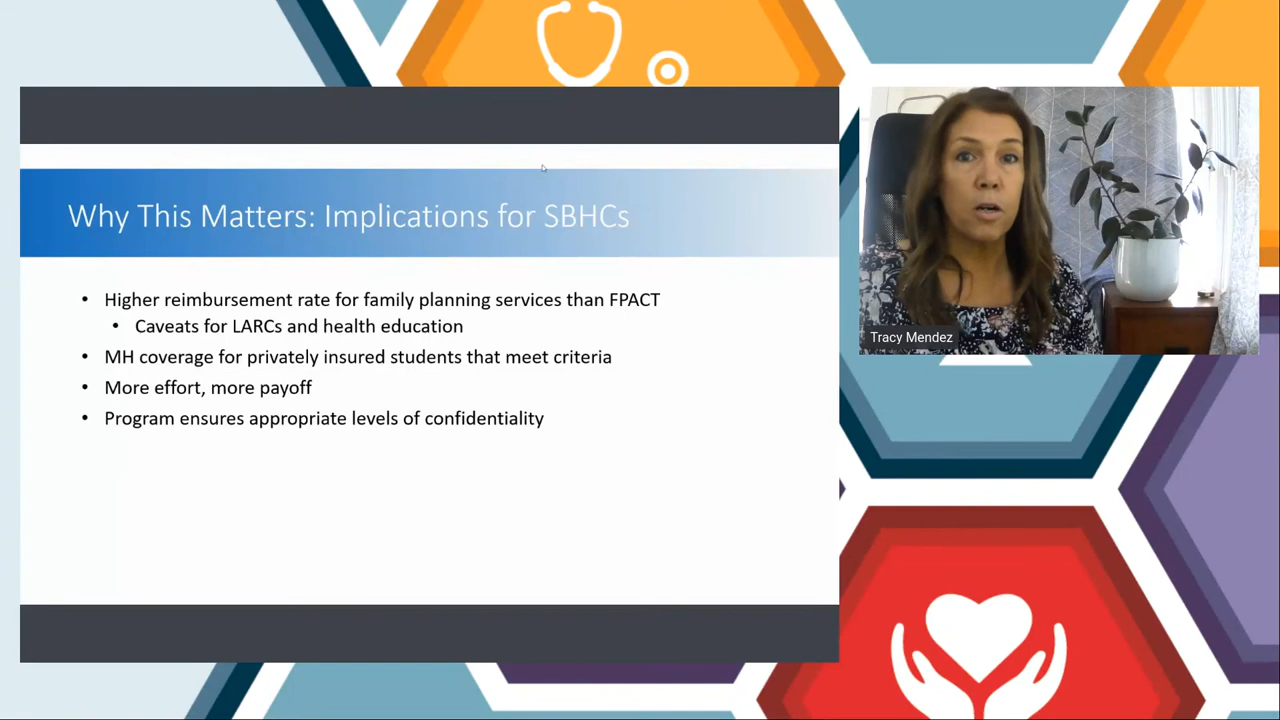 Why This Matters: Implications for SBHCs
• Higher reimbursement rate for family planning services than FPACT
• Caveats for LARCs and health education
• MH coverage for privately insured students that meet criteria
• More effort, more payoff
• Program ensures appropriate levels of confidentiality
Tracy Mendez